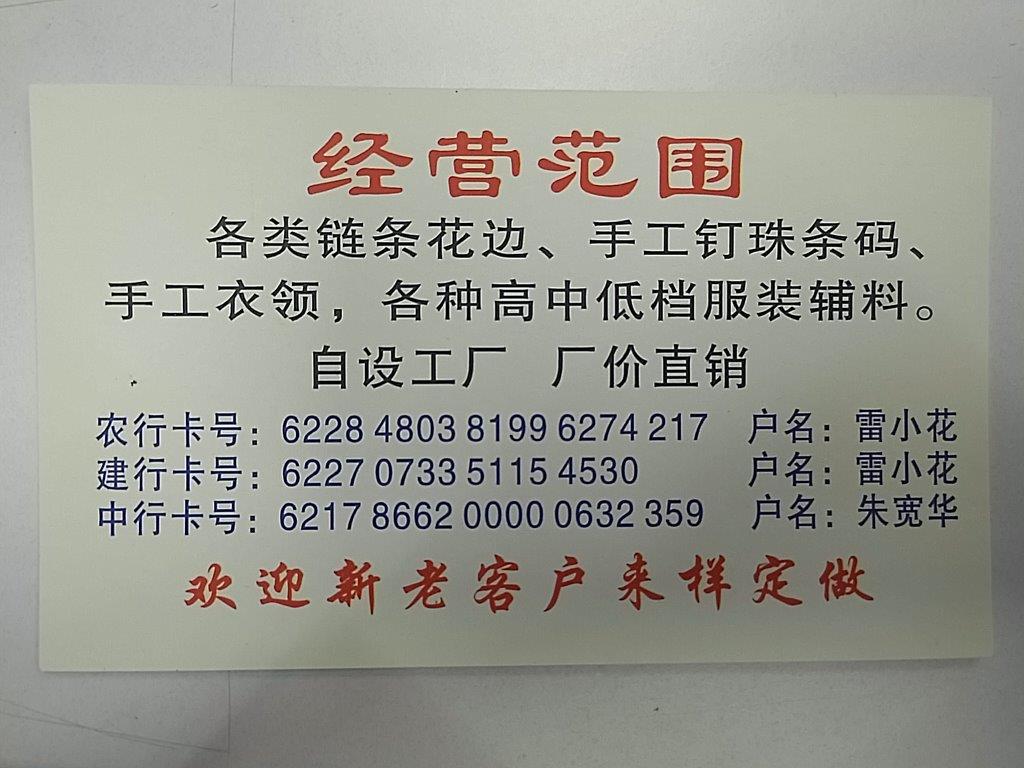 经营范围
各类链条花边、手工钉珠条码、
手工衣领，各种高中低档服装辅料。
自设工厂 厂价直销
农行卡号：6228 4803 8199 6274 217 户名：雷小花
建行卡号：6227 0733 5115 4530 户名：雷小花
中行卡号：6217 8662 0000 0632 359 户名：朱宽华
欢迎新老客户来样定做